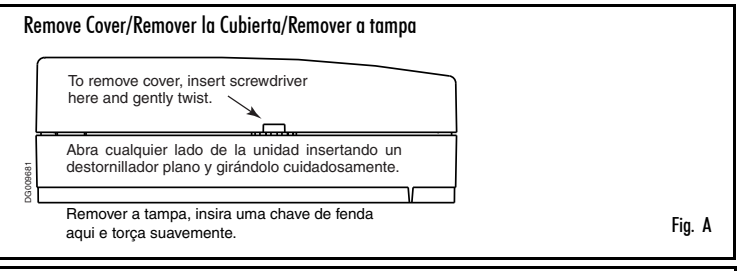 Remove Cover/Remover la Cubierta/Remover a tampa
To remove cover, insert screwdriver
here and gently twist.
Abra cualquier lado de la unidad insertando un
destornillador plano y girándolo cuidadosamente.
DG009681
Remover a tampa, insira uma chave de fenda
aqui e torça suavemente.
Fig. A